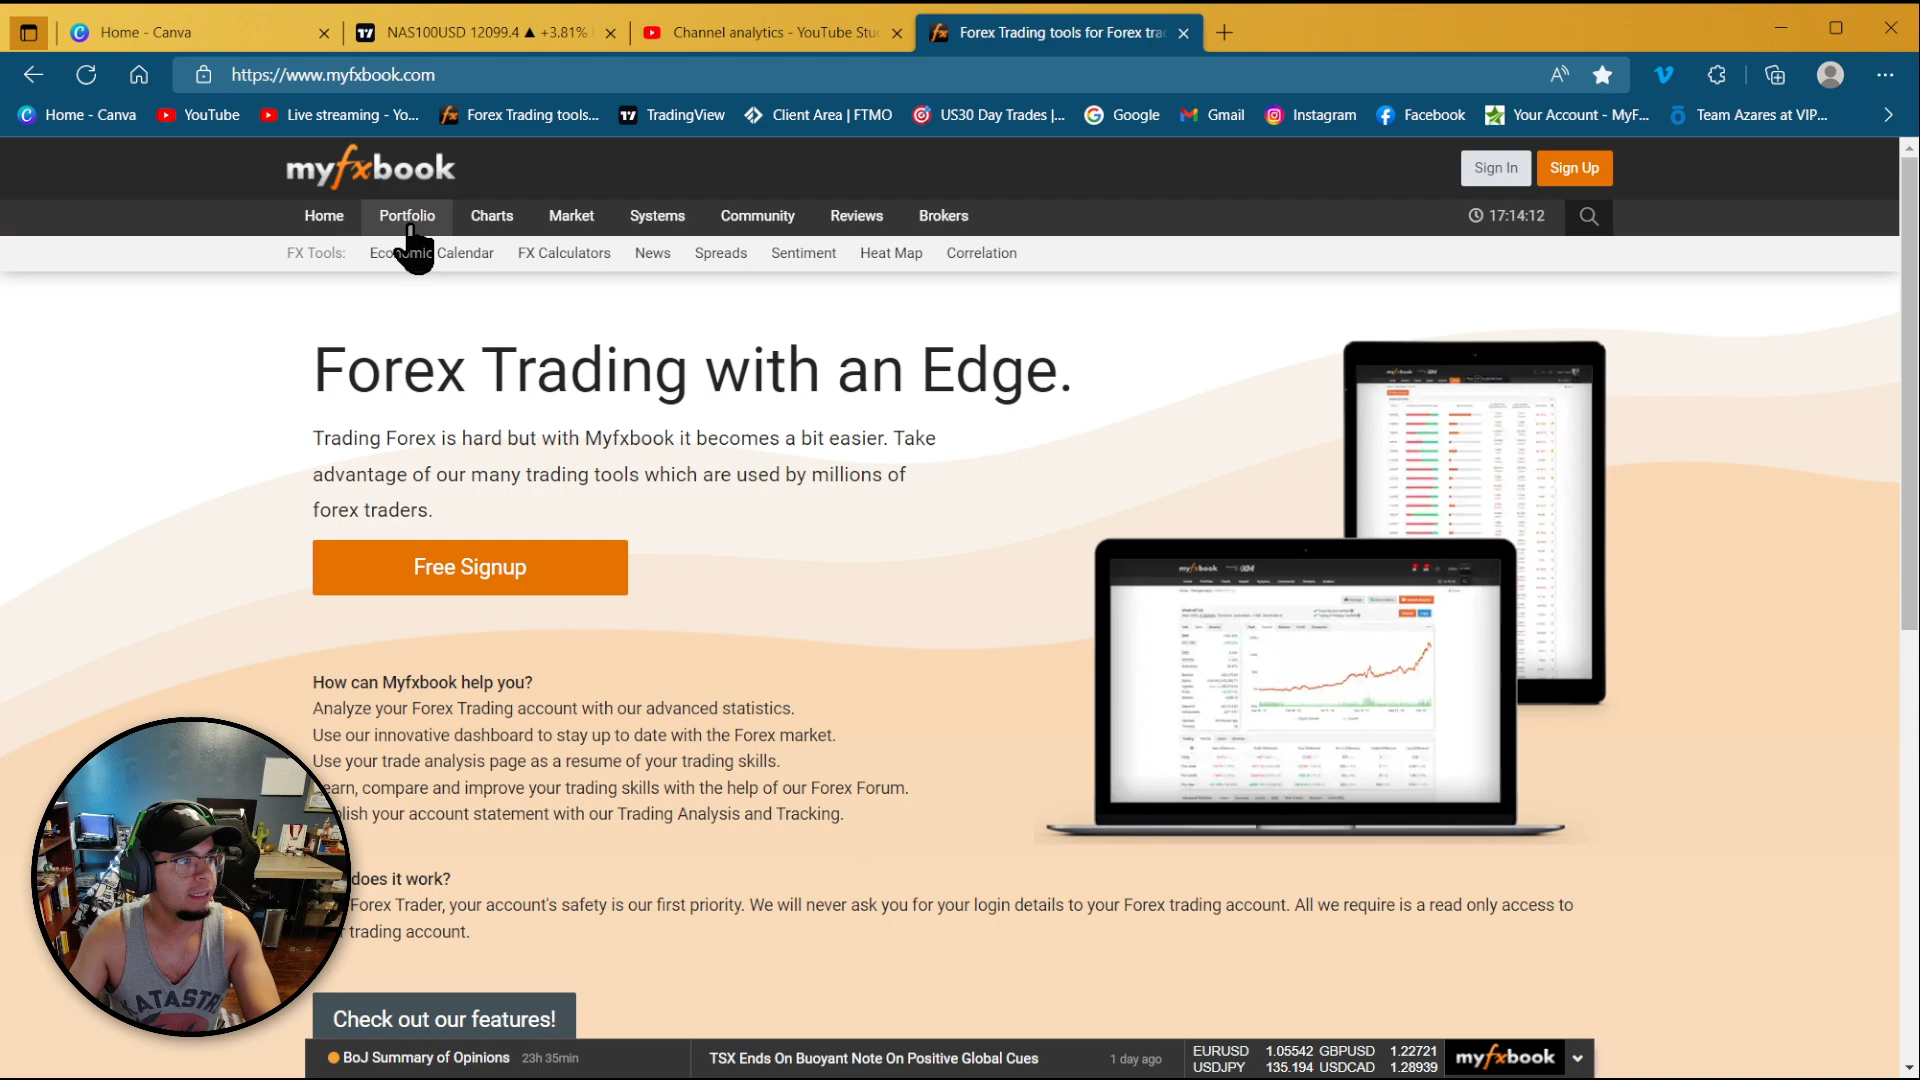 Home - Canva
NAS100USD 12099.4 ▲ +3.81%
Channel analytics - YouTube Stu
Forex Trading tools for Forex tra
https://www.myfxbook.com
Home - Canva
YouTube
Live streaming - Yo...
Forex Trading tools...
TradingView
Client Area | FTMO
US30 Day Trades |...
Google
Gmail
Instagram
Facebook
Your Account - MyF...
Team Azares at VIP...
myfxbook
Sign In
Sign Up
Home
Portfolio
Charts
Market
Systems
Community
Reviews
Brokers
17:14:12
FX Tools:
Economic Calendar
FX Calculators
News
Spreads
Sentiment
Heat Map
Correlation
Forex Trading with an Edge.
Trading Forex is hard but with Myfxbook it becomes a bit easier. Take
advantage of our many trading tools which are used by millions of
forex traders.
Free Signup
How can Myfxbook help you?
Analyze your Forex Trading account with our advanced statistics.
Use our innovative dashboard to stay up to date with the Forex market.
Use your trade analysis page as a resume of your trading skills.
earn, compare and improve your trading skills with the help of our Forex Forum.
lish your account statement with our Trading Analysis and Tracking.
does it work?
Forex Trader, your account's safety is our first priority. We will never ask you for your login details to your Forex trading account. All we require is a read only access to
trading account.
KATASTR
Check out our features!
BoJ Summary of Opinions 23h 35min
TSX Ends On Buoyant Note On Positive Global Cues 1 day ago
EURUSD 1.05542 GBPUSD 1.22721
USDJPY 135.194 USDCAD 1.28939
myfxbook